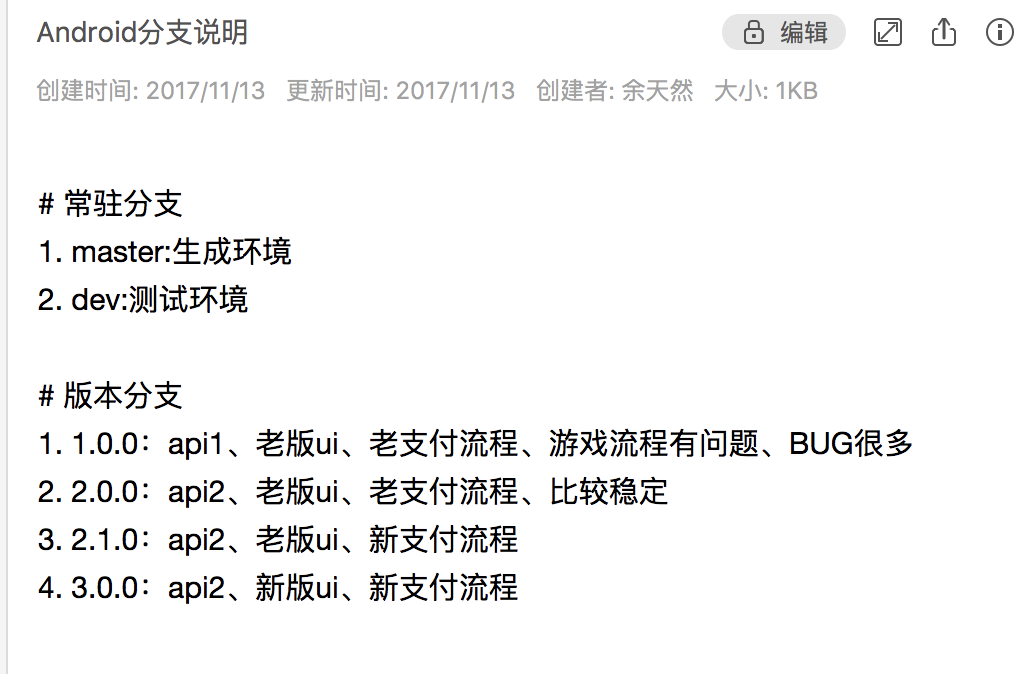 Android分支说明
编辑
创建时间: 2017/11/13 更新时间: 2017/11/13 创建者: 余天然 大小: 1KB
# 常驻分支
1. master:生成环境
2. dev:测试环境
# 版本分支
1. 1.0.0：api1、老版ui、老支付流程、游戏流程有问题、BUG很多
2. 2.0.0：api2、老版ui、老支付流程、比较稳定
3. 2.1.0：api2、老版ui、新支付流程
4. 3.0.0：api2、新版ui、新支付流程